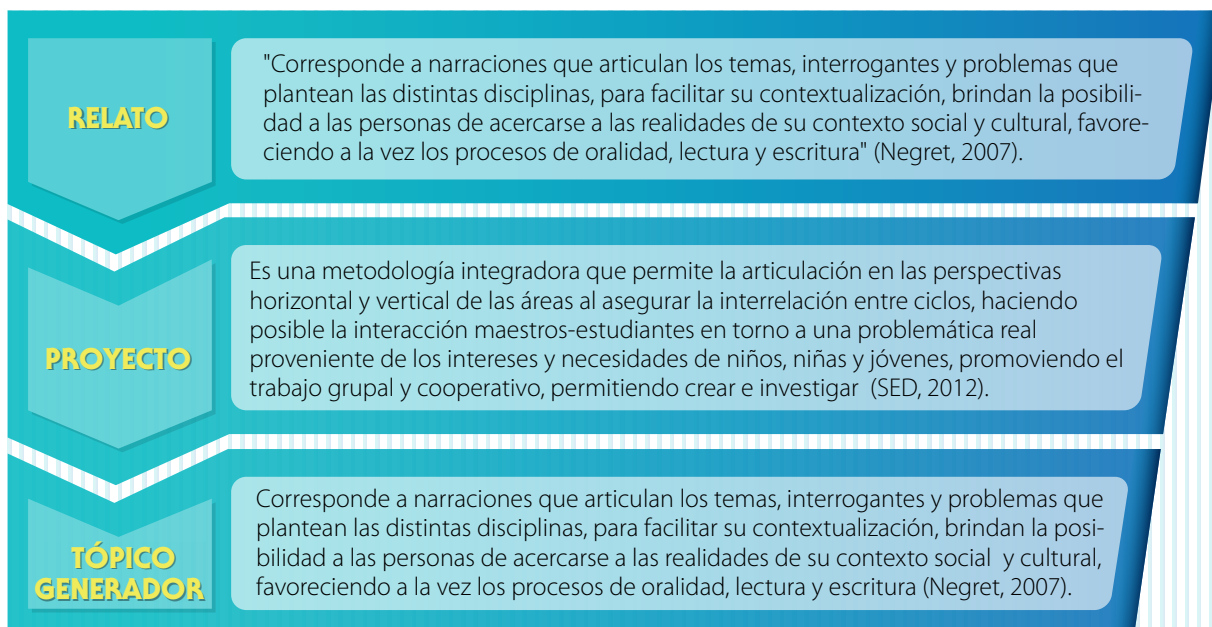 RELATO
"Corresponde a narraciones que articulan los temas, interrogantes y problemas que
plantean las distintas disciplinas, para facilitar su contextualización, brindan la posibili-
dad a las personas de acercarse a las realidades de su contexto social y cultural, favore-
ciendo a la vez los procesos de oralidad, lectura y escritura" (Negret, 2007).
PROYECTO
Es una metodología integradora que permite la articulación en las perspectivas
horizontal y vertical de las áreas al asegurar la interrelación entre ciclos, haciendo
posible la interacción maestros-estudiantes en torno a una problemática real
proveniente de los intereses y necesidades de niños, niñas y jóvenes, promoviendo el
trabajo grupal y cooperativo, permitiendo crear e investigar (SED, 2012).
TÓPICO
GENERADOR
Corresponde a narraciones que articulan los temas, interrogantes y problemas que
plantean las distintas disciplinas, para facilitar su contextualización, brindan la posi-
bilidad a las personas de acercarse a las realidades de su contexto social y cultural,
favoreciendo a la vez los procesos de oralidad, lectura y escritura (Negret, 2007).